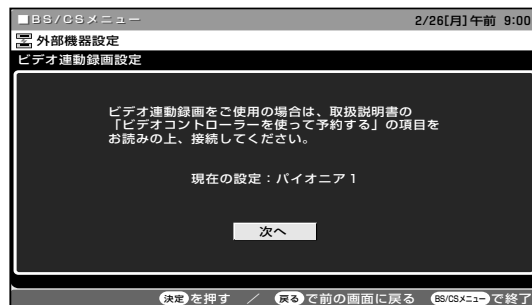 ■BS/CSメニュー 2/26[月]午前 9:00
外部機器設定
ビデオ連動録画設定
ビデオ連動録画をご使用の場合は、取扱説明書の
「ビデオコントローラーを使って予約する」の項目を
お読みの上、接続してください。
現在の設定：パイオニア1
次へ
決定を押す ／ 戻るで前の画面に戻る BS/CSメニューで終了